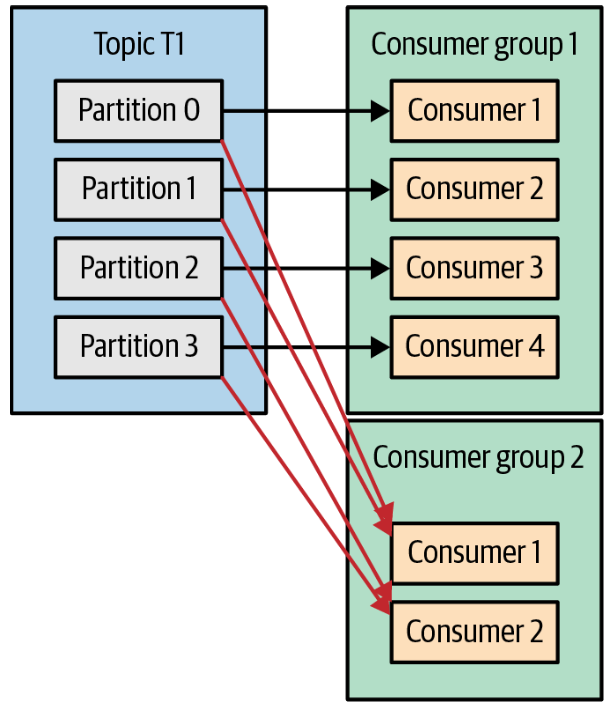 Topic T1
Partition 0
Partition 1
Partition 2
Partition 3
Consumer group 1
Consumer 1
Consumer 2
Consumer 3
Consumer 4
Consumer group 2
Consumer 1
Consumer 2